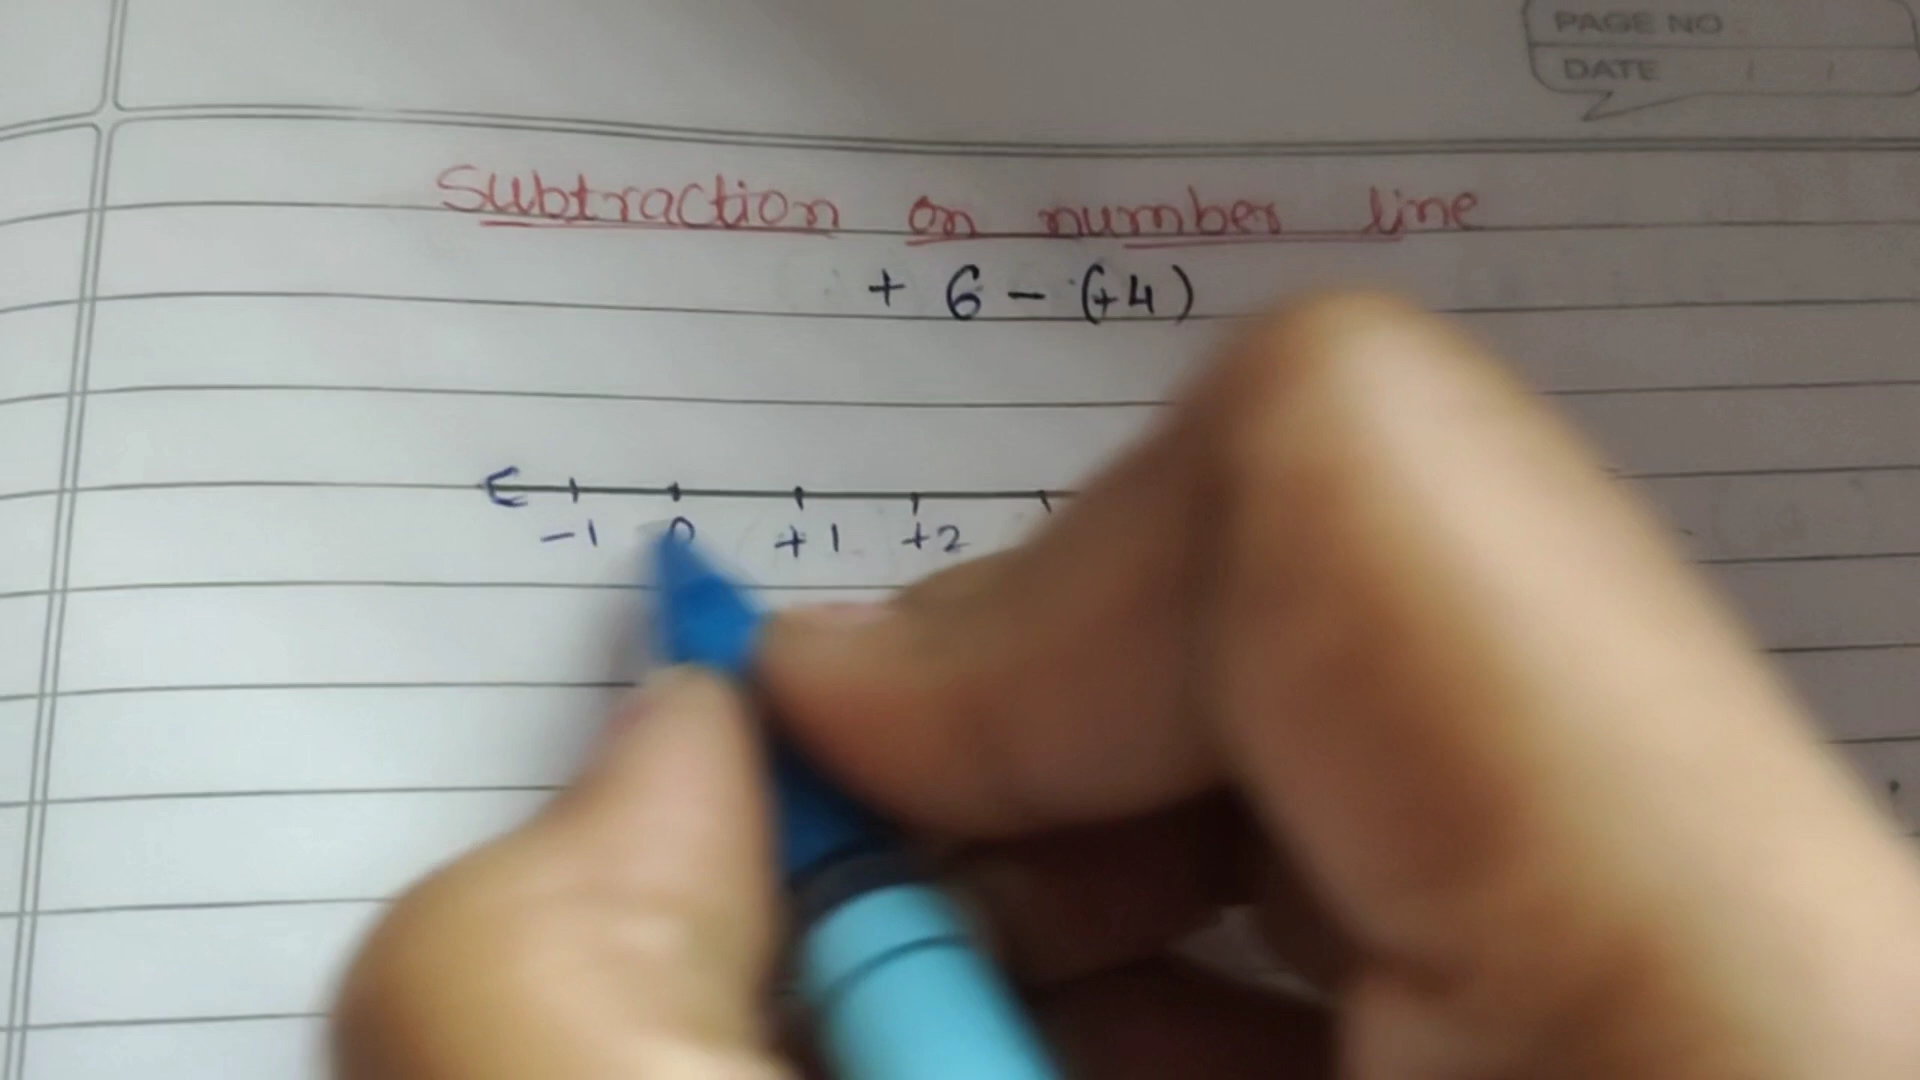 PAGE NO
DATE / /
Subtraction on number line
+ 6 - (+4)
-1 0 +1 +2